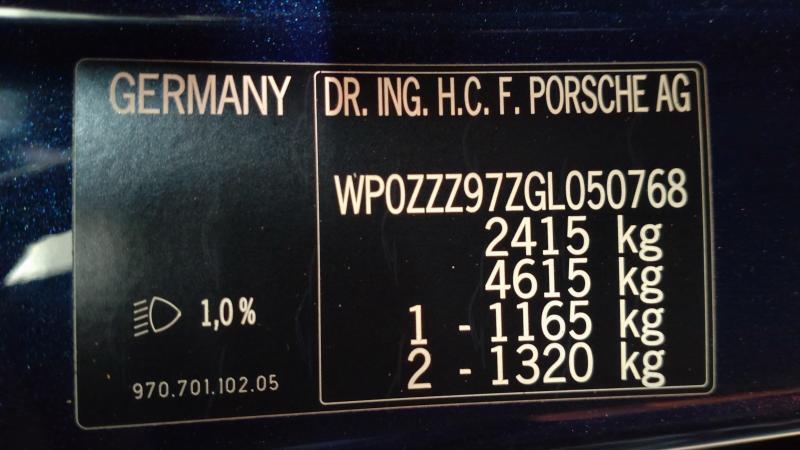 GERMANY
DR. ING. H.C. F. PORSCHE AG
WP0ZZZ97ZGL050768
2415 kg
4615 kg
1 - 1165 kg
2 - 1320 kg
1,0 %
970.701.102.05